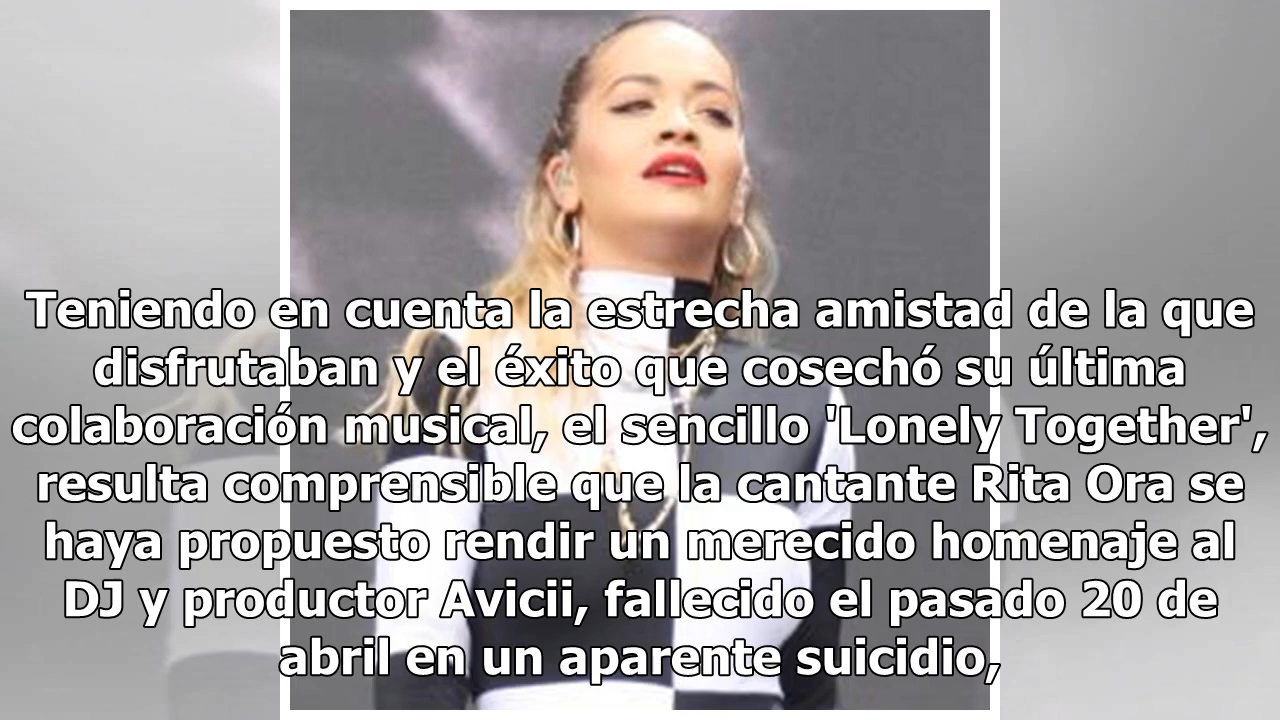 Teniendo en cuenta la estrecha amistad de la que
disfrutaban y el éxito que cosechó su última
colaboración musical, el sencillo 'Lonely Together',
resulta comprensible que la cantante Rita Ora se
haya propuesto rendir un merecido homenaje al
DJ y productor Avicii, fallecido el pasado 20 de
abril en un aparente suicidio,